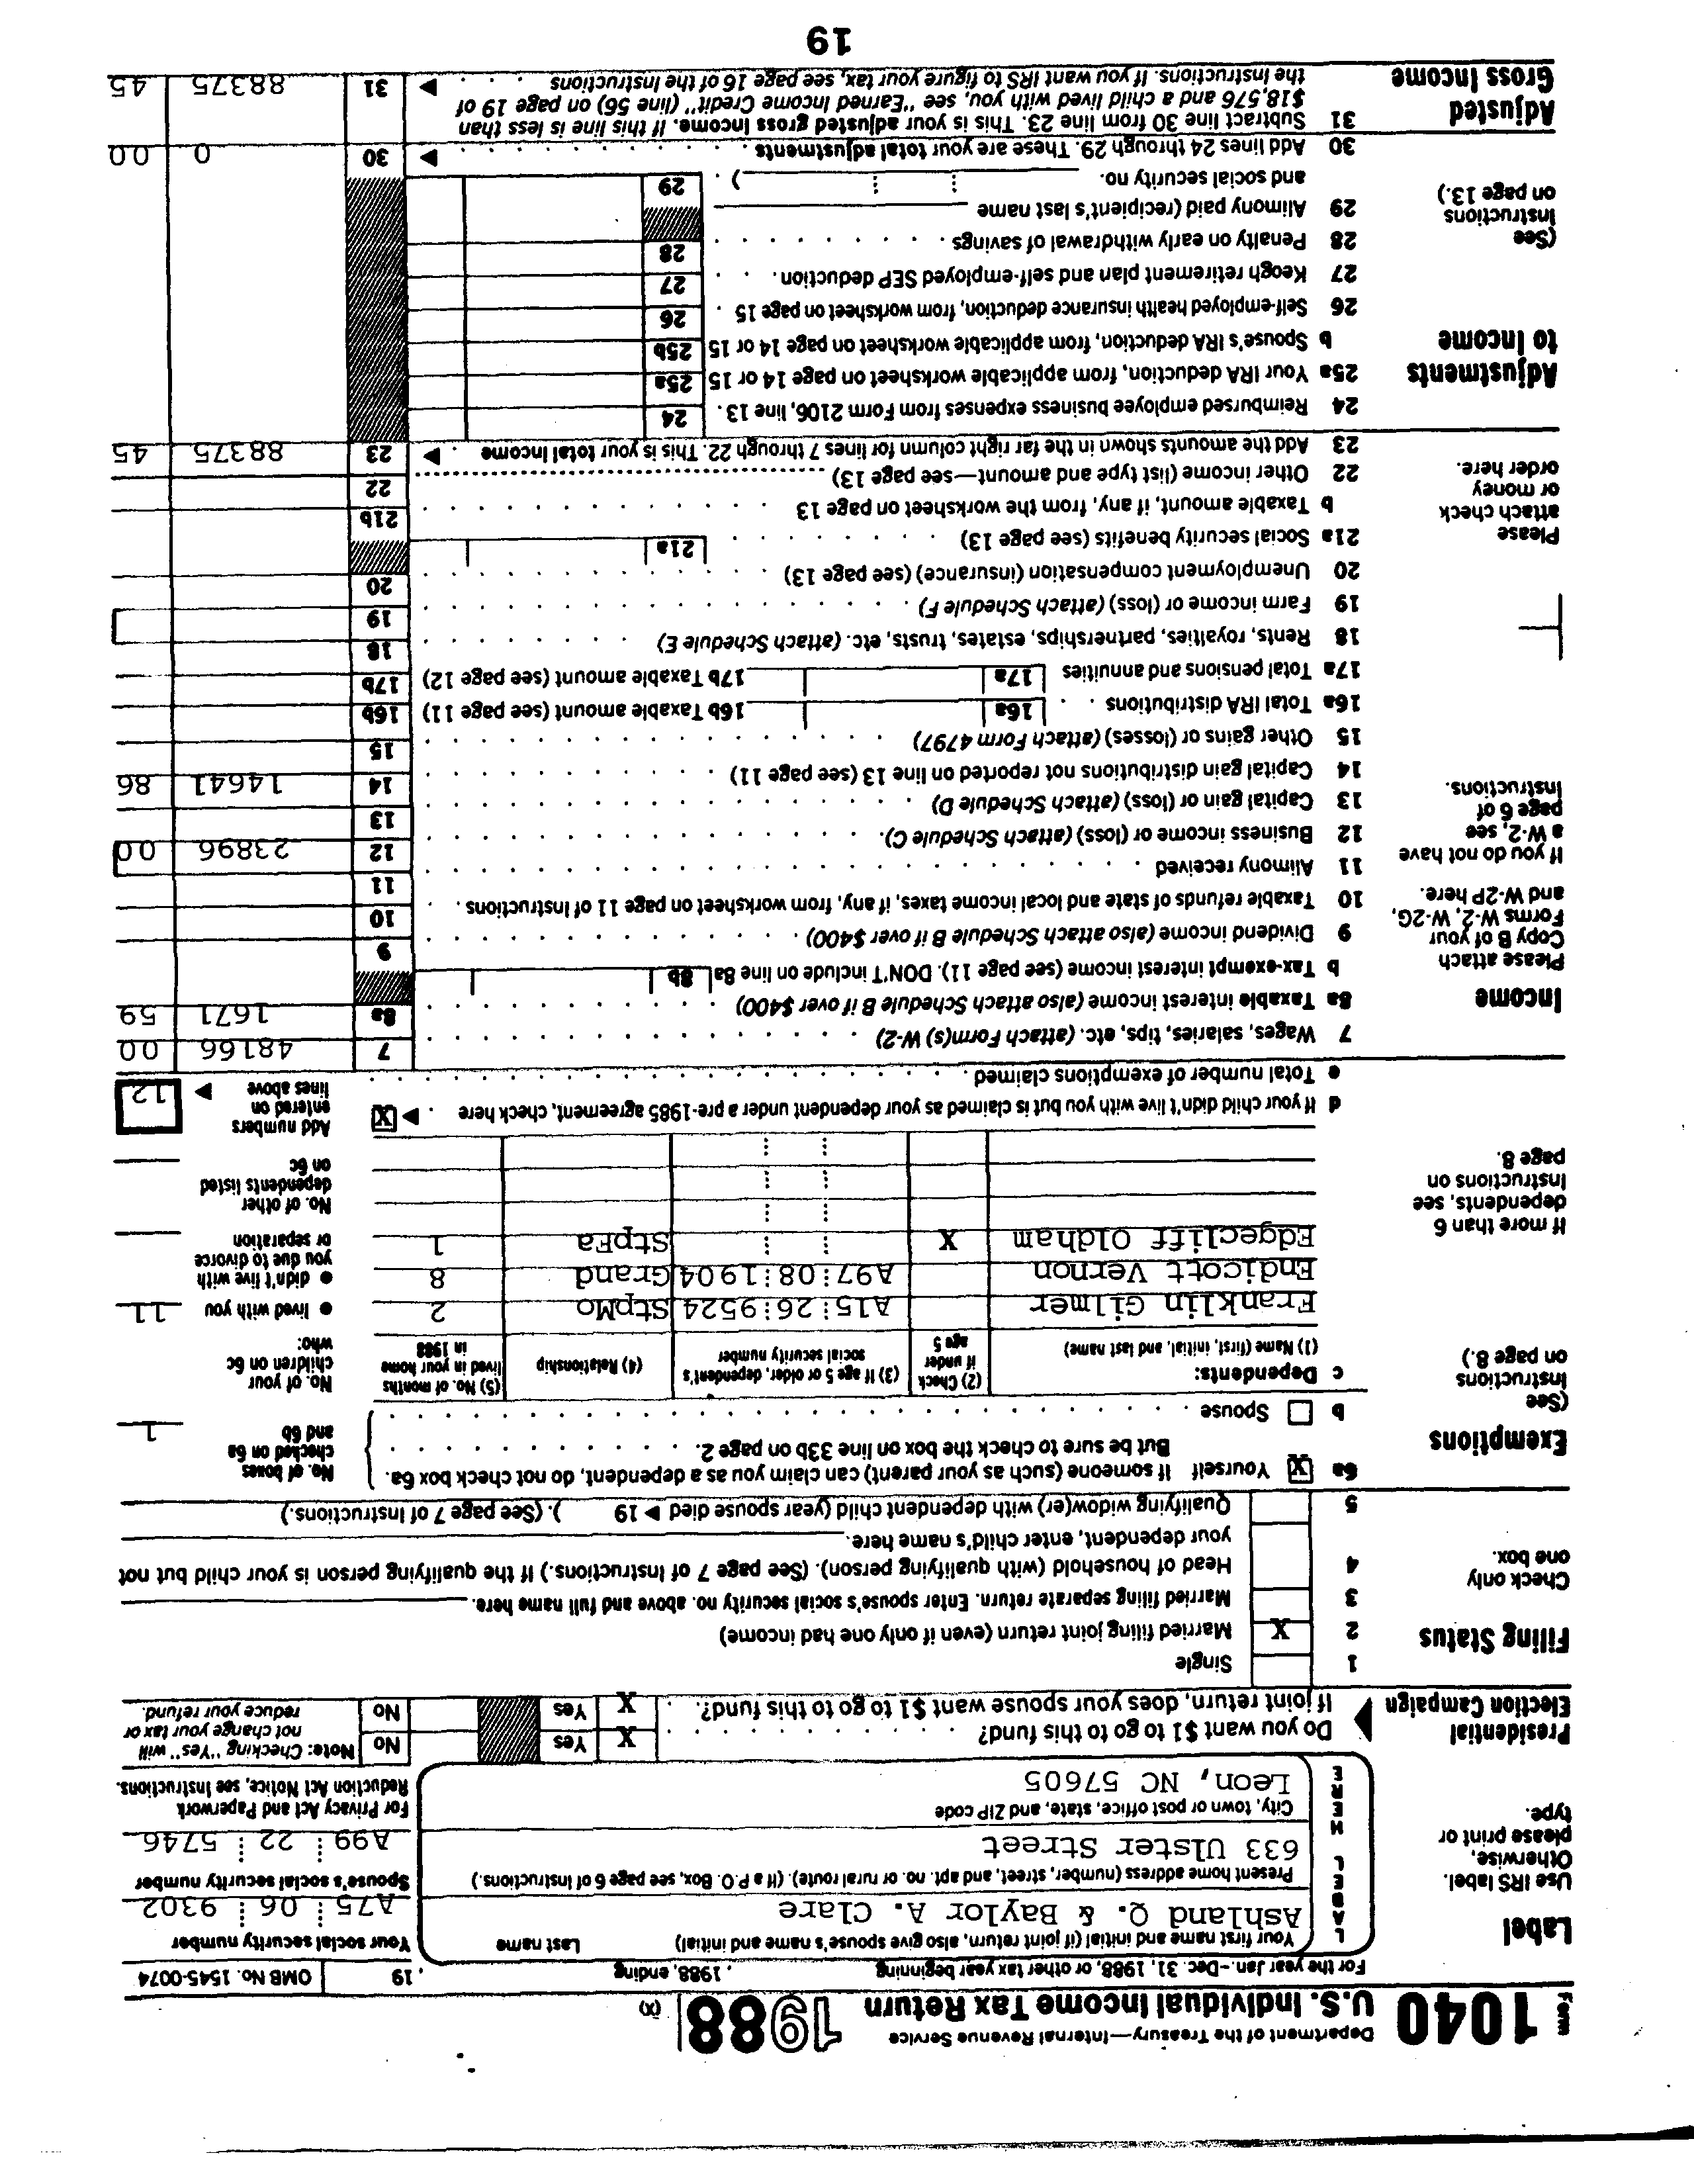 Form 1040 Department of the Treasury—Internal Revenue Service
U.S. Individual Income Tax Return 1988 (X)
For the year Jan.–Dec. 31, 1988, or other tax year beginning , 1988, ending , 19 OMB No. 1545-0074
Label
Use IRS label.
Otherwise,
please print or
type.
LABEL HERE
Your first name and initial (if joint return, also give spouse's name and initial) Last name
Ashland Q. & Baylor A. Clare
Your social security number
A75 06 9302
Present home address (number, street, and apt. no. or rural route). (If a P.O. Box, see page 6 of Instructions.)
633 Ulster Street
Spouse's social security number
A99 22 5746
City, town or post office, state, and ZIP code
Leon, NC 57605
For Privacy Act and Paperwork
Reduction Act Notice, see Instructions.
Presidential
Election Campaign
Do you want $1 to go to this fund? X Yes No
If joint return, does your spouse want $1 to go to this fund? X Yes No
Note: Checking "Yes" will
not change your tax or
reduce your refund.
Filing Status
Check only
one box.
1 Single
2 X Married filing joint return (even if only one had income)
3 Married filing separate return. Enter spouse's social security no. above and full name here.
4 Head of household (with qualifying person). (See page 7 of Instructions.) If the qualifying person is your child but not
your dependent, enter child's name here.
5 Qualifying widow(er) with dependent child (year spouse died ▶ 19 ). (See page 7 of Instructions.)
Exemptions
(See
Instructions
on page 8.)
6a X Yourself If someone (such as your parent) can claim you as a dependent, do not check box 6a.
But be sure to check the box on line 33b on page 2.
b Spouse
No. of boxes
checked on 6a
and 6b 1
c Dependents:
(1) Name (first, initial, and last name)
(2) Check
if under
age 5
(3) If age 5 or older, dependent's
social security number
(4) Relationship
(5) No. of months
lived in your home
in 1988
Franklin Gilmer A15 26 9524 StpMo 2
Endicott Vernon A97 08 1904 Grand 8
Edgecliff Oldham X StpFa 1
No. of your
children on 6c
who:
● lived with you 11
● didn't live with
you due to divorce
or separation
No. of other
dependents listed
on 6c
If more than 6
dependents, see
Instructions on
page 8.
d If your child didn't live with you but is claimed as your dependent under a pre-1985 agreement, check here ▶ X
e Total number of exemptions claimed
Add numbers
entered on
lines above ▶ 12
Income
Please attach
Copy B of your
Forms W-2, W-2G,
and W-2P here.
If you do not have
a W-2, see
page 6 of
Instructions.
Please
attach check
or money
order here.
7 Wages, salaries, tips, etc. (attach Form(s) W-2) 7 48166 00
8a Taxable interest income (also attach Schedule B if over $400) 8a 1671 59
b Tax-exempt interest income (see page 11). DON'T include on line 8a 8b
9 Dividend income (also attach Schedule B if over $400) 9
10 Taxable refunds of state and local income taxes, if any, from worksheet on page 11 of Instructions 10
11 Alimony received 11
12 Business income or (loss) (attach Schedule C) 12 23896 00
13 Capital gain or (loss) (attach Schedule D) 13
14 Capital gain distributions not reported on line 13 (see page 11) 14 14641 86
15 Other gains or (losses) (attach Form 4797) 15
16a Total IRA distributions 16a 16b Taxable amount (see page 11) 16b
17a Total pensions and annuities 17a 17b Taxable amount (see page 12) 17b
18 Rents, royalties, partnerships, estates, trusts, etc. (attach Schedule E) 18
19 Farm income or (loss) (attach Schedule F) 19
20 Unemployment compensation (insurance) (see page 13) 20
21a Social security benefits (see page 13) 21a
b Taxable amount, if any, from the worksheet on page 13 21b
22 Other income (list type and amount—see page 13) 22
23 Add the amounts shown in the far right column for lines 7 through 22. This is your total income ▶ 23 88375 45
Adjustments
to Income
(See
Instructions
on page 13.)
24 Reimbursed employee business expenses from Form 2106, line 13 24
25a Your IRA deduction, from applicable worksheet on page 14 or 15 25a
b Spouse's IRA deduction, from applicable worksheet on page 14 or 15 25b
26 Self-employed health insurance deduction, from worksheet on page 15 26
27 Keogh retirement plan and self-employed SEP deduction 27
28 Penalty on early withdrawal of savings 28
29 Alimony paid (recipient's last name
and social security no. ) 29
30 Add lines 24 through 29. These are your total adjustments ▶ 30 0 00
Adjusted
Gross Income
31 Subtract line 30 from line 23. This is your adjusted gross income. If this line is less than
$18,576 and a child lived with you, see "Earned Income Credit" (line 56) on page 19 of
the Instructions. If you want IRS to figure your tax, see page 16 of the Instructions ▶ 31 88375 45
19